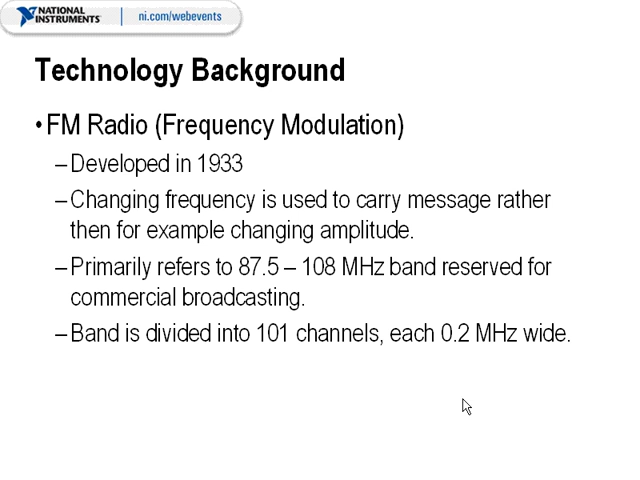 NATIONAL
INSTRUMENTS
ni.com/webevents
Technology Background
• FM Radio (Frequency Modulation)
– Developed in 1933
– Changing frequency is used to carry message rather
then for example changing amplitude.
– Primarily refers to 87.5 – 108 MHz band reserved for
commercial broadcasting.
– Band is divided into 101 channels, each 0.2 MHz wide.